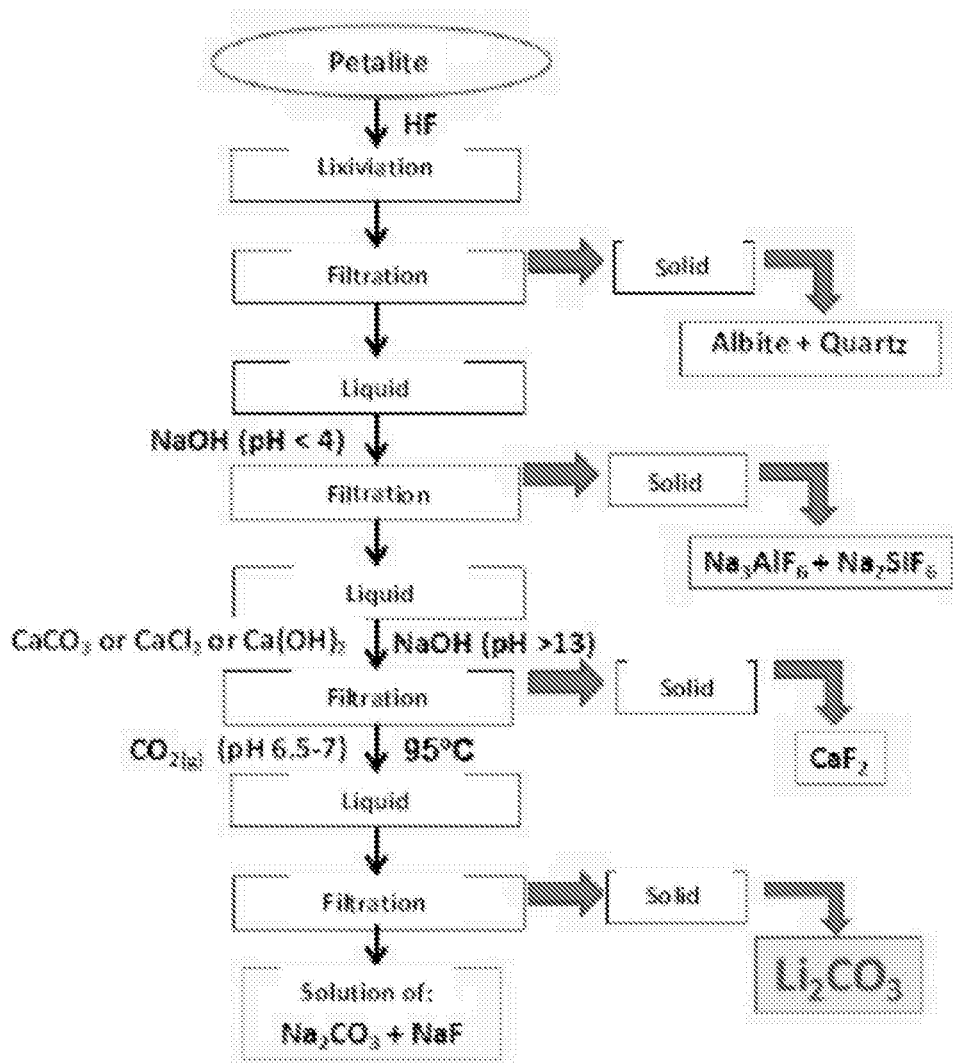 Petalite
HF
Lixiviation
Filtration
Solid
Albite + Quartz
Liquid
NaOH (pH < 4)
Filtration
Solid
Na₃AlF₆ + Na₂SiF₆
Liquid
CaCO₃ or CaCl₂ or Ca(OH)₂
NaOH (pH >13)
Filtration
Solid
CaF₂
CO₂(g) (pH 6.5-7)
95ºC
Liquid
Filtration
Solid
Li₂CO₃
Solution of:
Na₂CO₃ + NaF